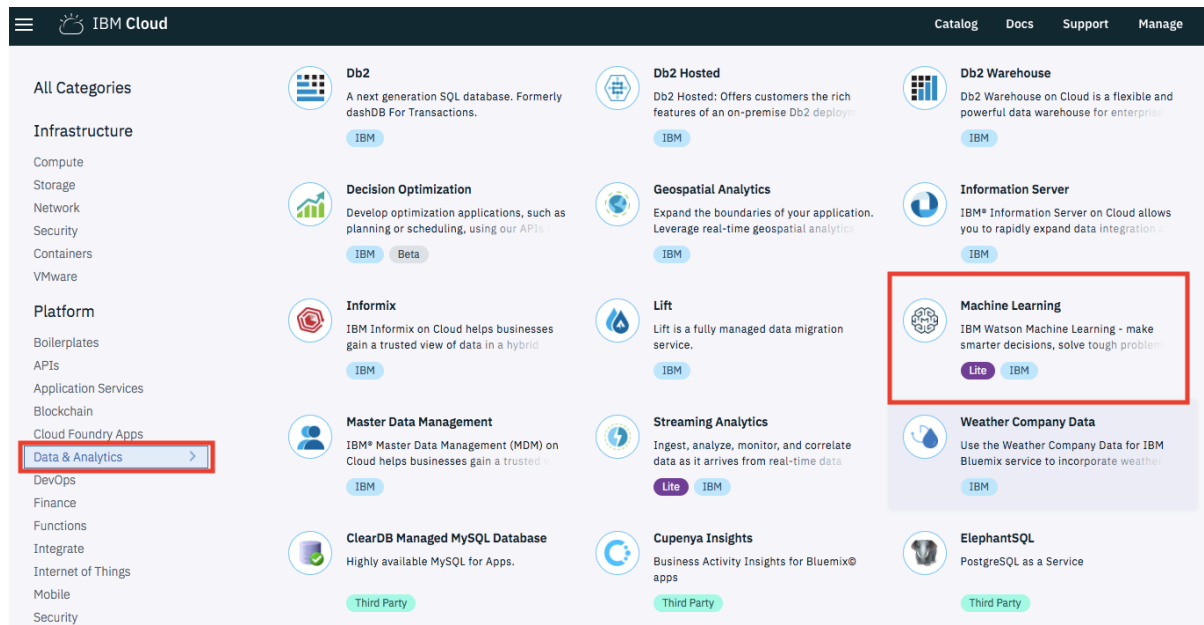 IBM Cloud
Catalog Docs Support Manage
All Categories
Infrastructure
Compute
Storage
Network
Security
Containers
VMware
Platform
Boilerplates
APIs
Application Services
Blockchain
Cloud Foundry Apps
Data & Analytics
DevOps
Finance
Functions
Integrate
Internet of Things
Mobile
Security
Db2
A next generation SQL database. Formerly
dashDB For Transactions.
IBM
Db2 Hosted
Db2 Hosted: Offers customers the rich
features of an on-premise Db2 deploym
IBM
Db2 Warehouse
Db2 Warehouse on Cloud is a flexible and
powerful data warehouse for enterprise
IBM
Decision Optimization
Develop optimization applications, such as
planning or scheduling, using our APIs
IBM Beta
Geospatial Analytics
Expand the boundaries of your application.
Leverage real-time geospatial analytics
IBM
Information Server
IBM® Information Server on Cloud allows
you to rapidly expand data integration
IBM
Informix
IBM Informix on Cloud helps businesses
gain a trusted view of data in a hybrid
IBM
Lift
Lift is a fully managed data migration
service.
IBM
Machine Learning
IBM Watson Machine Learning - make
smarter decisions, solve tough problem
Lite IBM
Master Data Management
IBM® Master Data Management (MDM) on
Cloud helps businesses gain a trusted v
IBM
Streaming Analytics
Ingest, analyze, monitor, and correlate
data as it arrives from real-time data
Lite IBM
Weather Company Data
Use the Weather Company Data for IBM
Bluemix service to incorporate weather
IBM
ClearDB Managed MySQL Database
Highly available MySQL for Apps.
Third Party
Cupenya Insights
Business Activity Insights for Bluemix©
apps
Third Party
ElephantSQL
PostgreSQL as a Service
Third Party